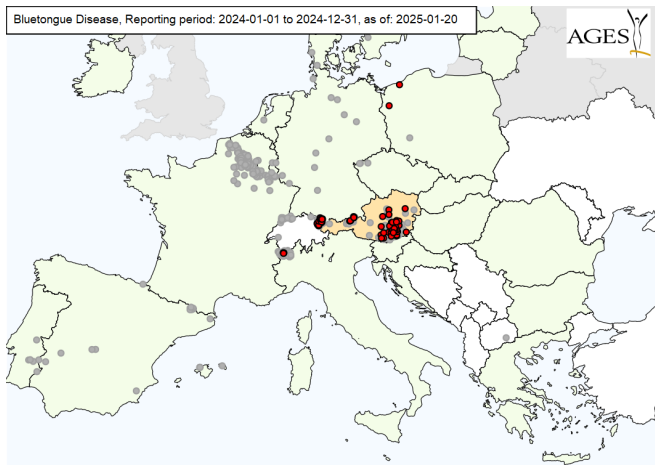 Bluetongue Disease, Reporting period: 2024-01-01 to 2024-12-31, as of: 2025-01-20
AGES